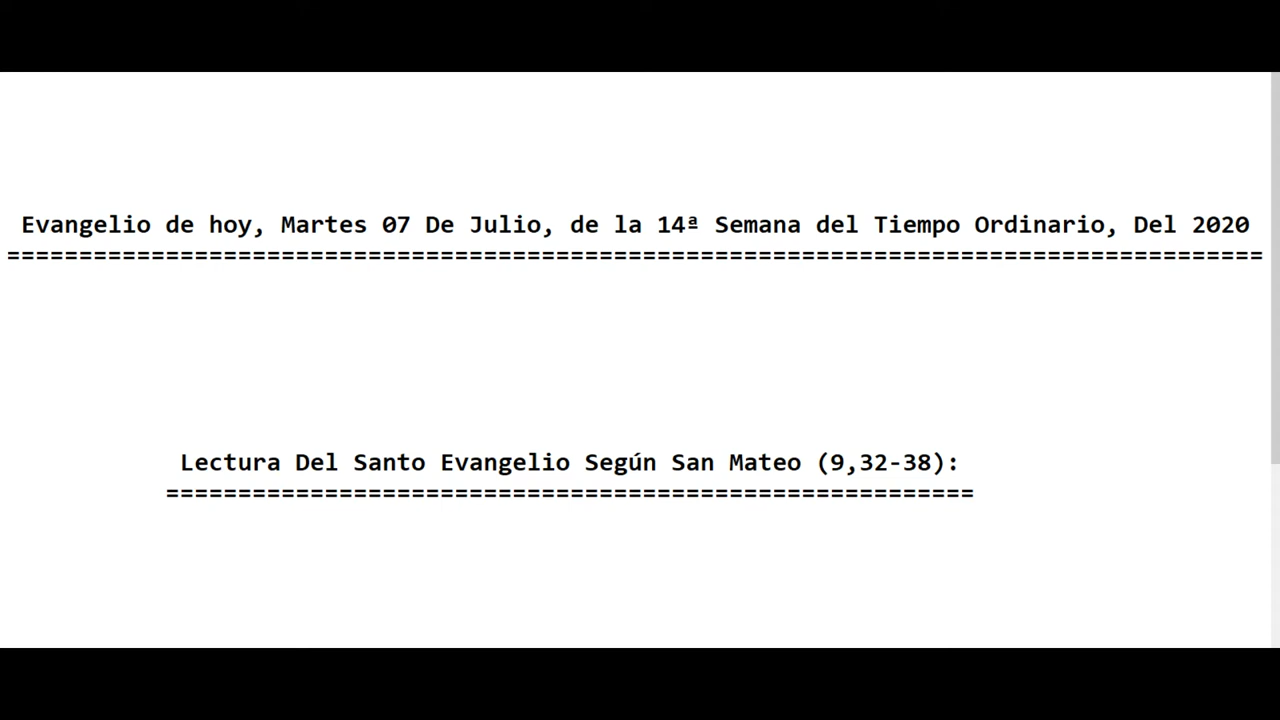 Evangelio de hoy, Martes 07 De Julio, de la 14ª Semana del Tiempo Ordinario, Del 2020
=======================================================================================
Lectura Del Santo Evangelio Según San Mateo (9,32-38):
========================================================